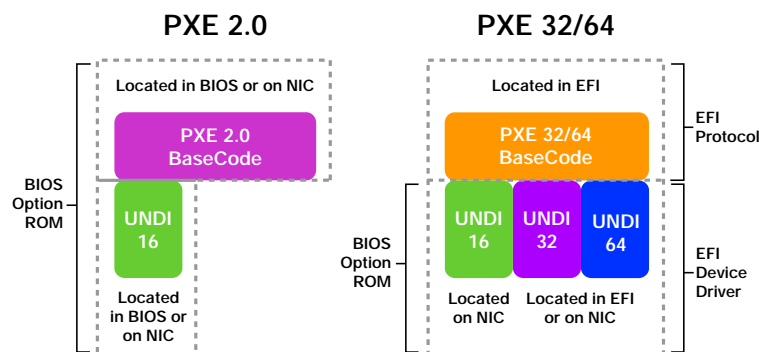 PXE 2.0
Located in BIOS or on NIC
PXE 2.0
BaseCode
BIOS
Option
ROM
UNDI
16
Located
in BIOS or
on NIC
PXE 32/64
Located in EFI
PXE 32/64
BaseCode
EFI
Protocol
BIOS
Option
ROM
UNDI
16
UNDI
32
UNDI
64
Located
on NIC
Located in EFI
or on NIC
EFI
Device
Driver